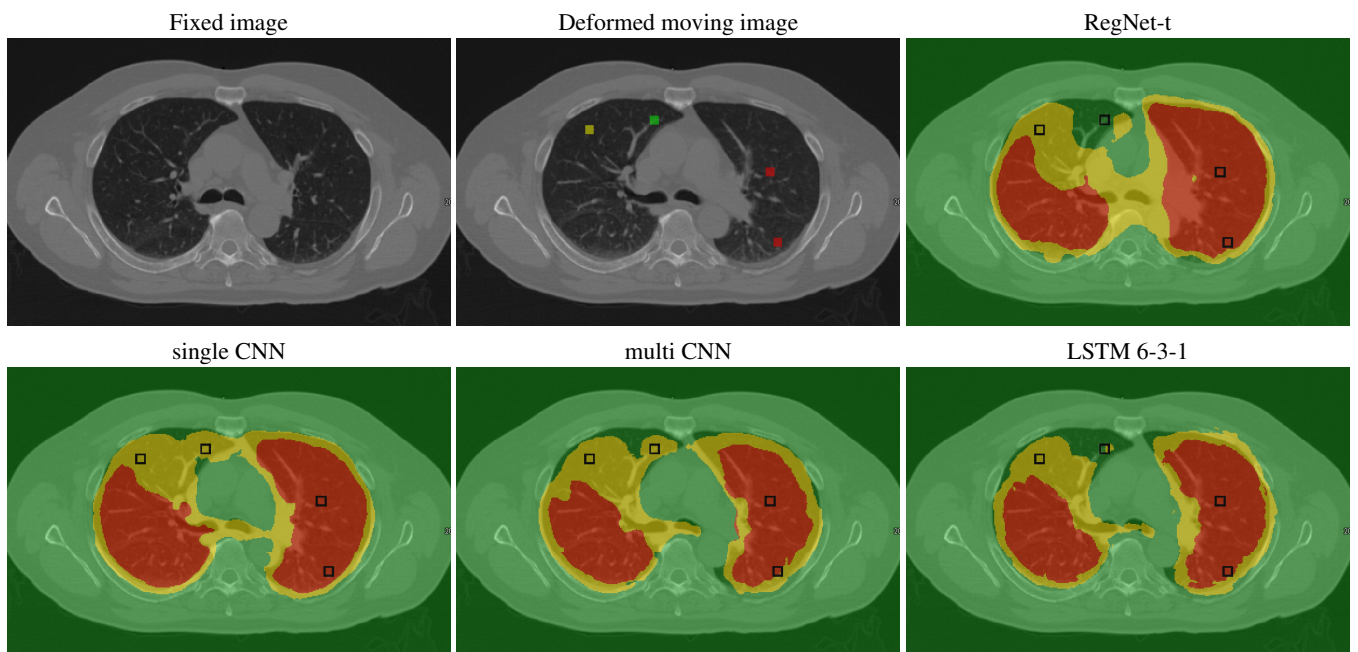 Fixed image
Deformed moving image
RegNet-t
single CNN
multi CNN
LSTM 6-3-1